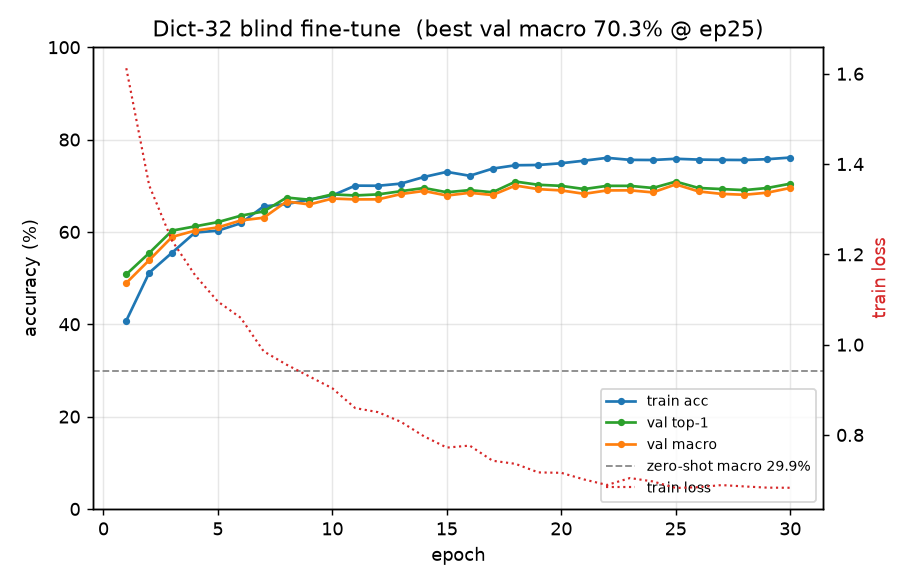 Dict-32 blind fine-tune (best val macro 70.3% @ ep25)
100
80
60
40
20
0
accuracy (%)
1.6
1.4
1.2
1.0
0.8
train loss
train acc
val top-1
val macro
zero-shot macro 29.9%
train loss
0 5 10 15 20 25 30
epoch